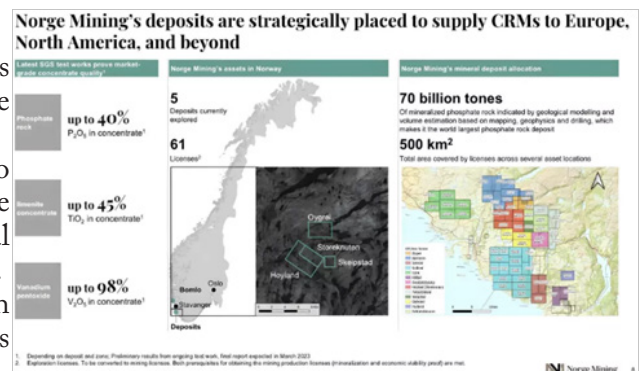 Norge Mining's deposits are strategically placed to supply CRMs to Europe,
North America, and beyond
Latest SGS test works prove market-
grade concentrate quality¹
Phosphate
rock
up to 40%
P₂O₅ in concentrate¹
Ilmenite
concentrate
up to 45%
TiO₂ in concentrate¹
Vanadium
pentoxide
up to 98%
V₂O₅ in concentrate¹
Norge Mining's assets in Norway
5
Deposits currently
explored
61
Licenses²
Oygrei
Storeknuten
Skeipstad
Hoyland
Bomlo
Oslo
Stavanger
Deposits
Norge Mining's mineral deposit allocation
70 billion tones
Of mineralized phosphate rock indicated by geological modelling and
volume estimation based on mapping, geophysics and drilling, which
makes it the world largest phosphate rock deposit
500 km²
Total area covered by licenses across several asset locations
1. Depending on deposit and zone; Preliminary results from ongoing test work, final report expected in March 2023
2. Exploration licenses. To be converted to mining licenses. Both prerequisites for obtaining the mining production licenses (mineralization and economic viability proof) are met.
Norge Mining